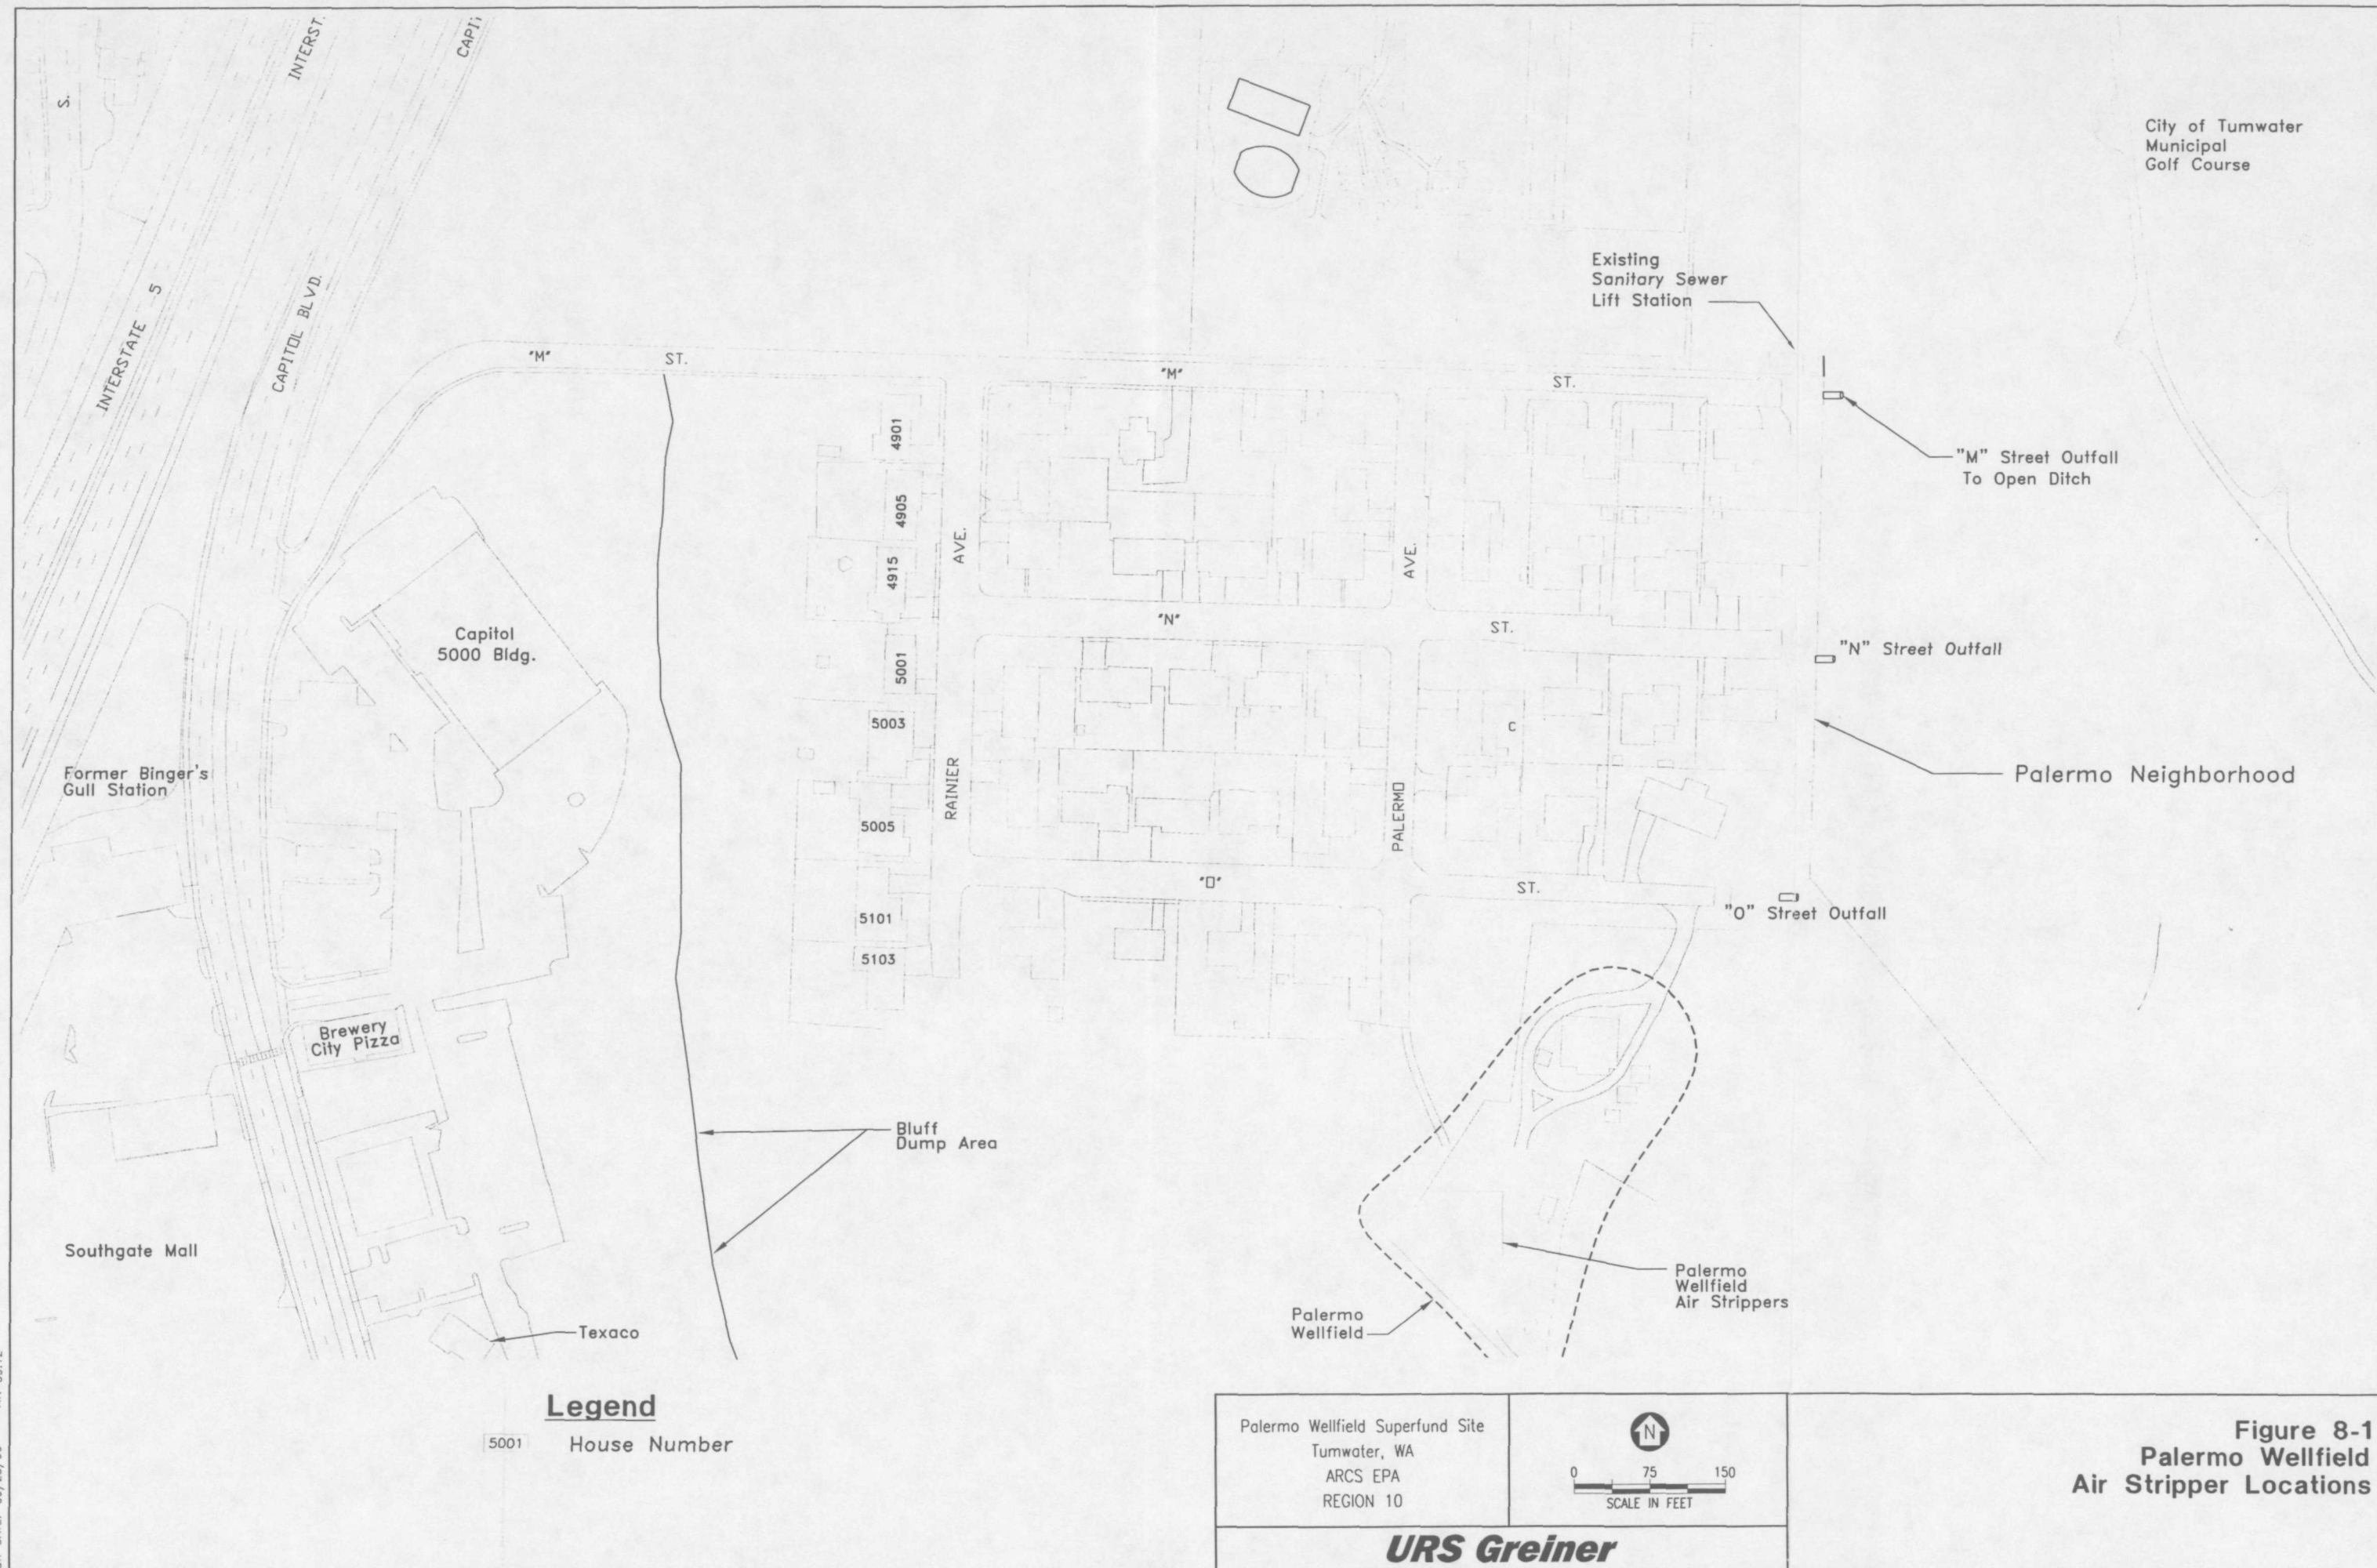 INTERST.
CAPI
S.
City of Tumwater
Municipal
Golf Course
Existing
Sanitary Sewer
Lift Station
INTERSTATE 5
CAPITOL BLVD.
"M" ST.
"M" ST.
4901
4905
4915
5001
5003
5005
5101
5103
AVE.
RAINIER
AVE.
PALERMO
"M" Street Outfall
To Open Ditch
"N" ST.
"N" Street Outfall
Capitol
5000 Bldg.
C
Palermo Neighborhood
Former Binger's
Gull Station
"O" ST.
"O" Street Outfall
Brewery
City Pizza
Bluff
Dump Area
Southgate Mall
Palermo
Wellfield
Air Strippers
Palermo
Wellfield
Texaco
Legend
5001 House Number
Palermo Wellfield Superfund Site
Tumwater, WA
ARCS EPA
REGION 10
N
0 75 150
SCALE IN FEET
Figure 8-1
Palermo Wellfield
Air Stripper Locations
URS Greiner